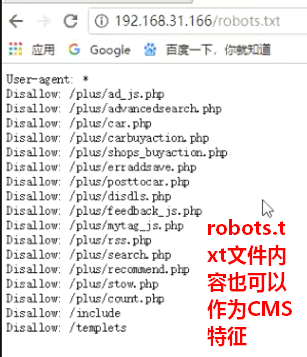 192.168.31.166/robots.txt
应用 Google 百度一下，你就知道
User-agent: *
Disallow: /plus/ad_js.php
Disallow: /plus/advancedsearch.php
Disallow: /plus/car.php
Disallow: /plus/carbuyaction.php
Disallow: /plus/shops_buyaction.php
Disallow: /plus/erraddsave.php
Disallow: /plus/posttocar.php
Disallow: /plus/disdls.php
Disallow: /plus/feedback_js.php
Disallow: /plus/mytag_js.php
Disallow: /plus/rss.php
Disallow: /plus/search.php
Disallow: /plus/recommend.php
Disallow: /plus/stow.php
Disallow: /plus/count.php
Disallow: /include
Disallow: /templets
robots.t
xt文件内
容也可以
作为CMS
特征